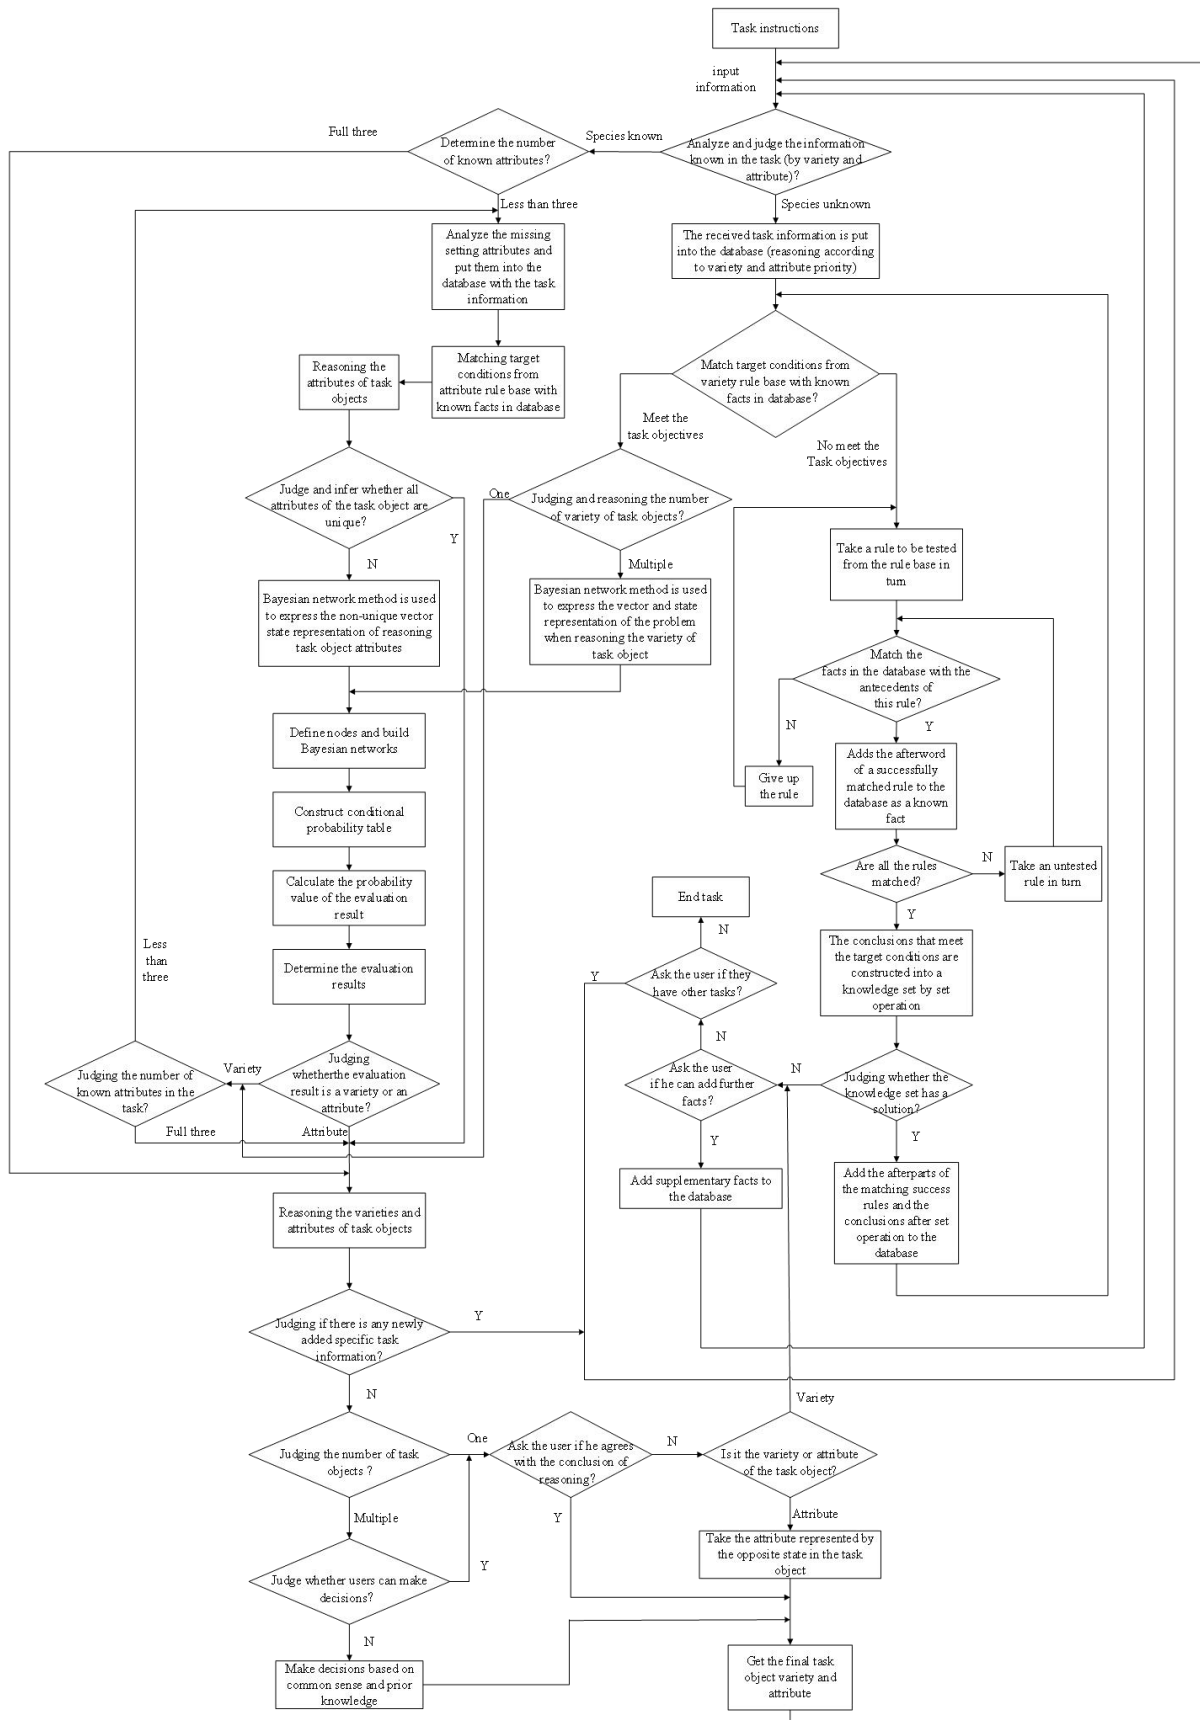 Task instructions
input
information
Full three
Determine the number
of known attributes?
Species known
Analyze and judge the information
known in the task (by variety and
attribute)?
Less than three
Species unknown
Analyze the missing
setting attributes and
put them into the
database with the task
information
The received task information is put
into the database (reasoning according
to variety and attribute priority)
Reasoning the
attributes of task
objects
Matching target
conditions from
attribute rule base with
known facts in database
Match target conditions from
variety rule base with known
facts in database?
Meet the
task objectives
No meet the
Task objectives
Judge and infer whether all
attributes of the task object are
unique?
Y
N
One
Judging and reasoning the number
of variety of task objects?
Multiple
Take a rule to be tested
from the rule base in
turn
Bayesian network method is used
to express the non-unique vector
state representation of reasoning
task object attributes
Bayesian network method is used
to express the vector and state
representation of the problem
when reasoning the variety of
task object
Match the
facts in the database with the
antecedents of
this rule?
N
Y
Define nodes and build
Bayesian networks
Give up
the rule
Adds the afterword
of a successfully
matched rule to the
database as a known
fact
Construct conditional
probability table
Are all the rules
matched?
N
Take an untested
rule in turn
Y
Calculate the probability
value of the evaluation
result
End task
N
Less
than
three
Determine the evaluation
results
Y
Ask the user if they
have other tasks?
The conclusions that meet
the target conditions are
constructed into a
knowledge set by set
operation
N
Judging the number of
known attributes in the
task?
Variety
Judging
whetherthe evaluation
result is a variety or an
attribute?
Ask the user
if he can add further
facts?
N
Judging whether the
knowledge set has a
solution?
Full three
Attribute
Y
Y
Add supplementary facts to
the database
Add the afterparts of
the matching success
rules and the
conclusions after set
operation to the
database
Reasoning the varieties and
attributes of task objects
Judging if there is any newly
added specific task
information?
Y
N
Variety
Judging the number of task
objects ?
One
Ask the user if he agrees
with the conclusion of
reasoning?
N
Is it the variety or attribute
of the task object?
Multiple
Y
Attribute
Take the attribute represented by
the opposite state in the task
object
Judge whether users can make
decisions?
Y
N
Make decisions based on
common sense and prior
knowledge
Get the final task
object variety and
attribute